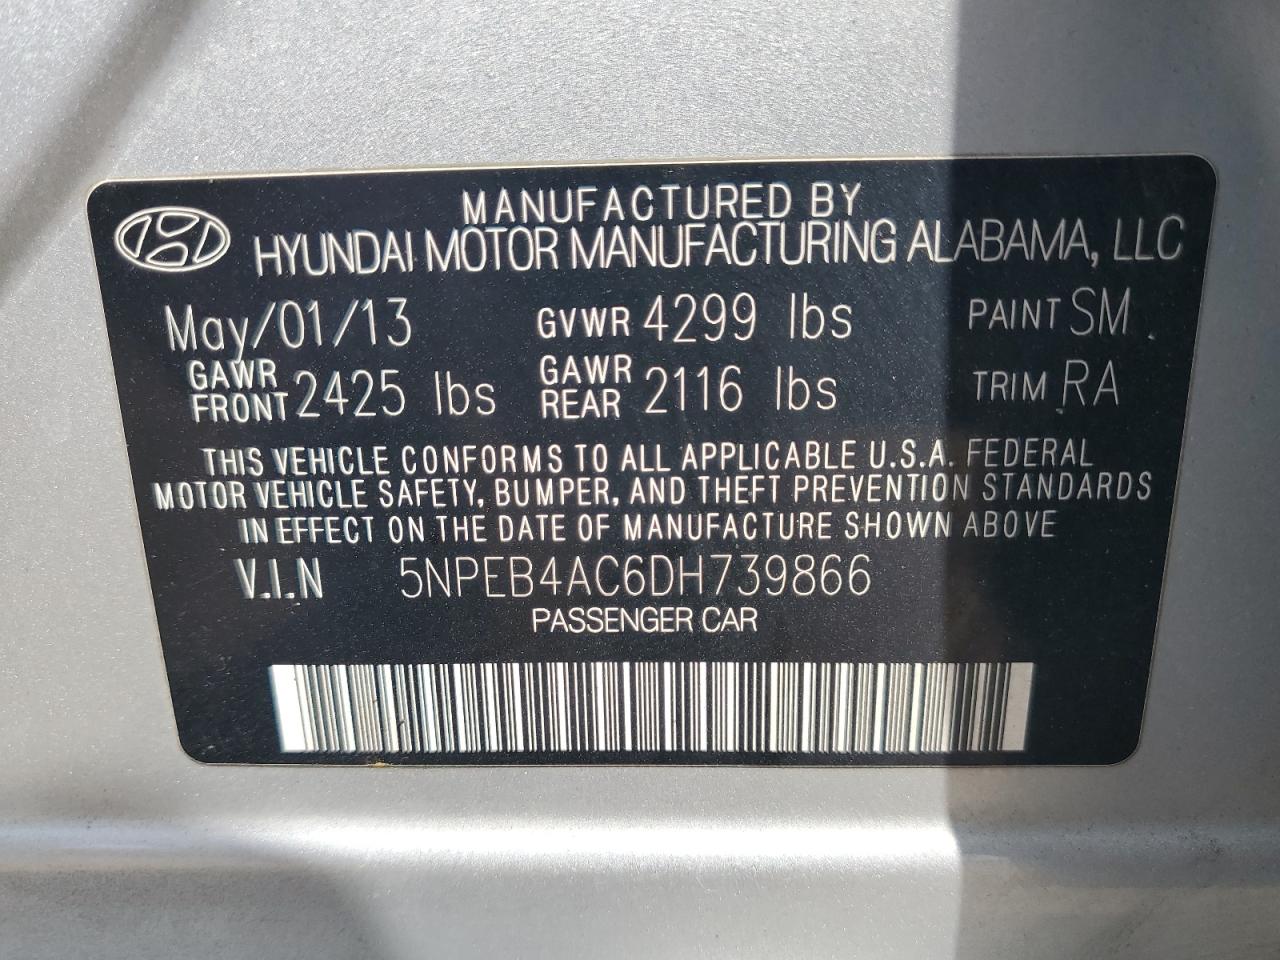 MANUFACTURED BY
HYUNDAI MOTOR MANUFACTURING ALABAMA, LLC
May/01/13 GVWR 4299 lbs PAINT SM
GAWR FRONT 2425 lbs GAWR REAR 2116 lbs TRIM RA
THIS VEHICLE CONFORMS TO ALL APPLICABLE U.S.A. FEDERAL
MOTOR VEHICLE SAFETY, BUMPER, AND THEFT PREVENTION STANDARDS
IN EFFECT ON THE DATE OF MANUFACTURE SHOWN ABOVE
V.I.N 5NPEB4AC6DH739866
PASSENGER CAR